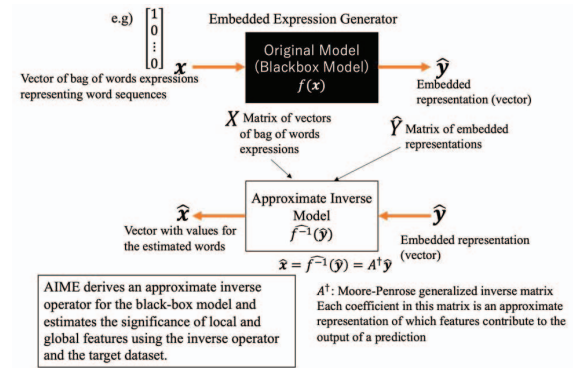 e.g)
[1 0 ⋮ 0]
Embedded Expression Generator
x
Original Model
(Blackbox Model)
f(x)
ŷ
Vector of bag of words expressions
representing word sequences
Embedded
representation (vector)
X Matrix of vectors
of bag of words
expressions
Ŷ Matrix of embedded
representations
x̂
Approximate Inverse
Model
f̂⁻¹(ŷ)
ŷ
Vector with values for
the estimated words
Embedded representation
(vector)
x̂ = f̂⁻¹(ŷ) = A†ŷ
AIME derives an approximate inverse
operator for the black-box model and
estimates the significance of local and
global features using the inverse operator
and the target dataset.
A†: Moore-Penrose generalized inverse matrix
Each coefficient in this matrix is an approximate
representation of which features contribute to the
output of a prediction